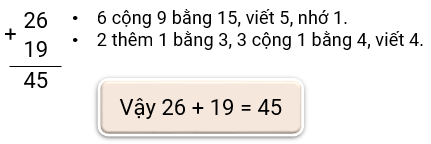 26
+
19
45
• 6 cộng 9 bằng 15, viết 5, nhớ 1.
• 2 thêm 1 bằng 3, 3 cộng 1 bằng 4, viết 4.
Vậy 26 + 19 = 45